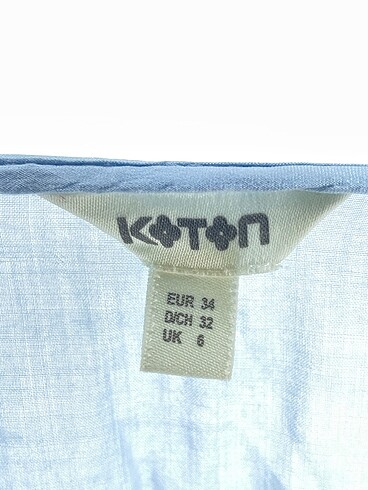 KOTON
EUR 34
D/CH 32
UK 6